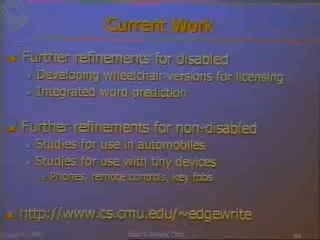 Current Work
Further refinements for disabled
Developing wheelchair versions for licensing
Integrated word prediction
Further refinements for non-disabled
Studies for use in automobiles
Studies for use with tiny devices
Phones, remote controls, key fobs
http://www.cs.cmu.edu/~edgewrite